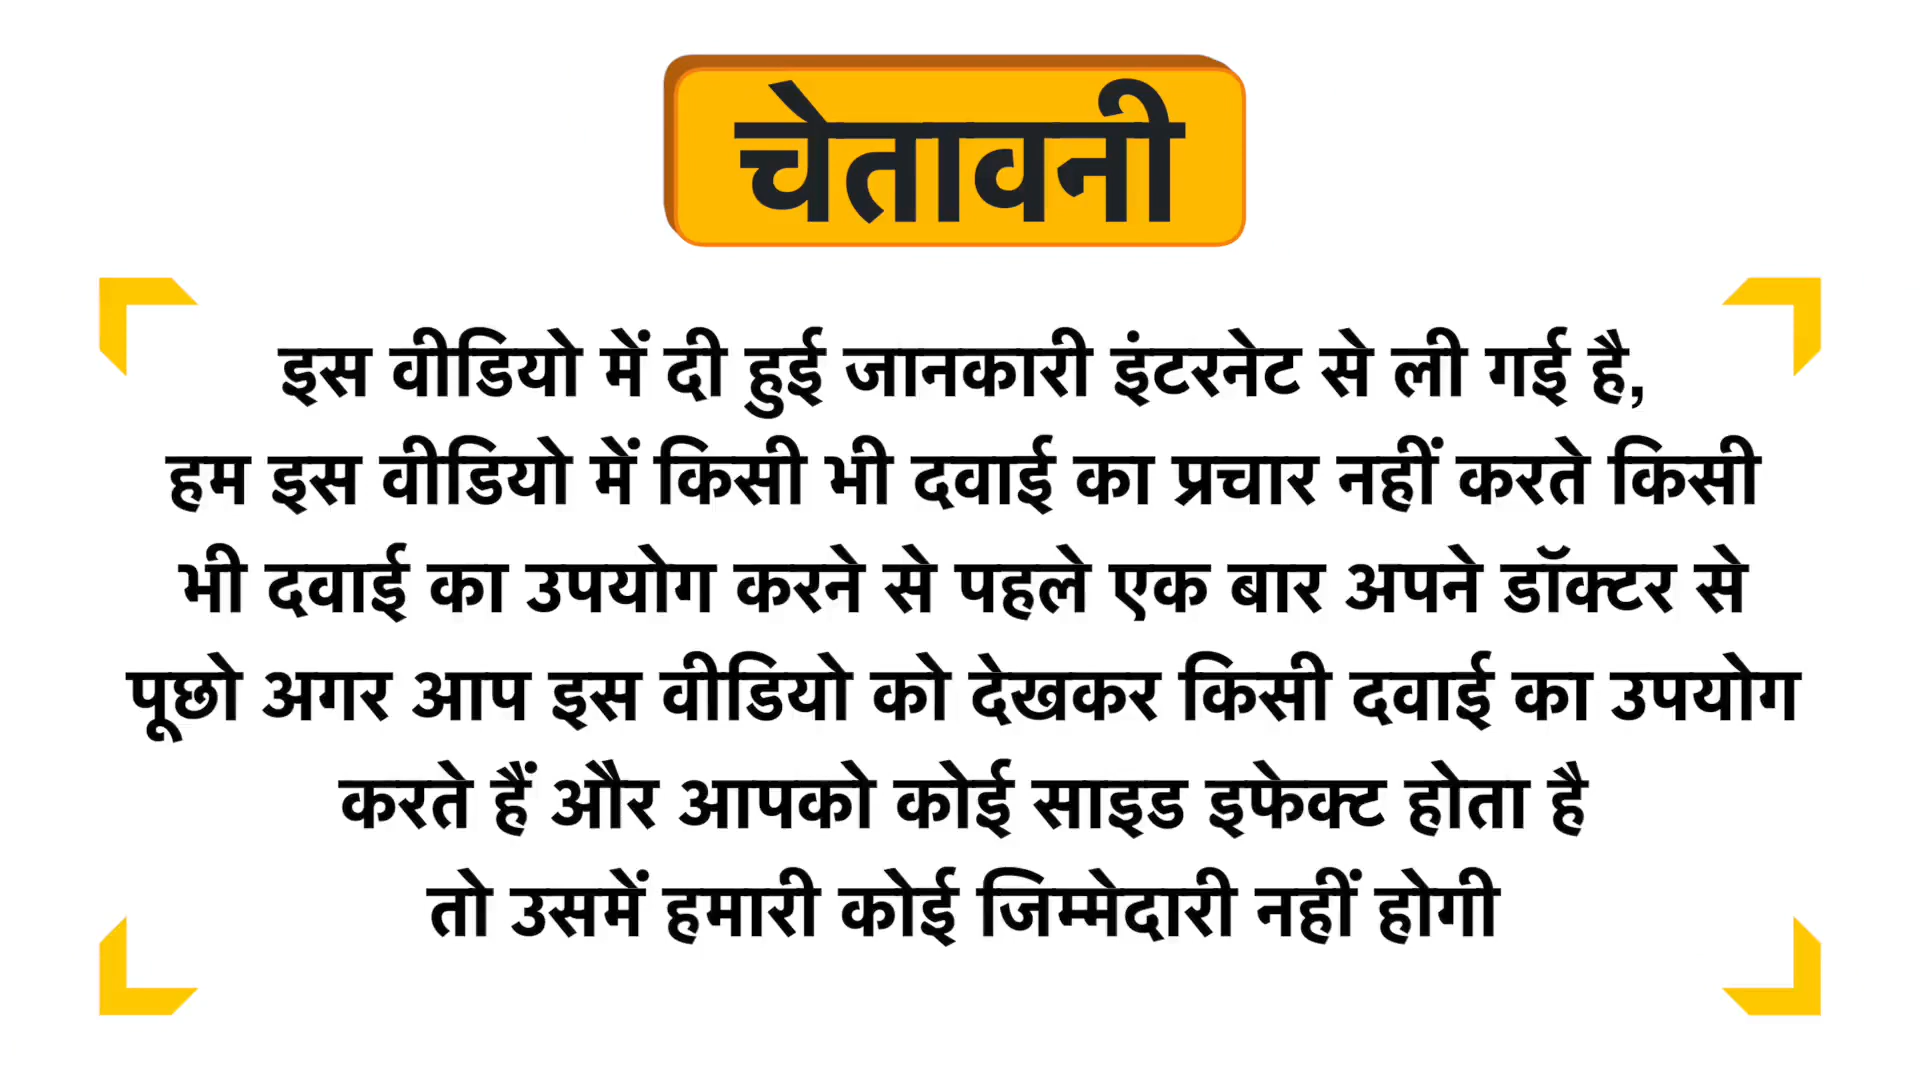 चेतावनी
इस वीडियो में दी हुई जानकारी इंटरनेट से ली गई है,
हम इस वीडियो में किसी भी दवाई का प्रचार नहीं करते किसी
भी दवाई का उपयोग करने से पहले एक बार अपने डॉक्टर से
पूछो अगर आप इस वीडियो को देखकर किसी दवाई का उपयोग
करते हैं और आपको कोई साइड इफेक्ट होता है
तो उसमें हमारी कोई जिम्मेदारी नहीं होगी